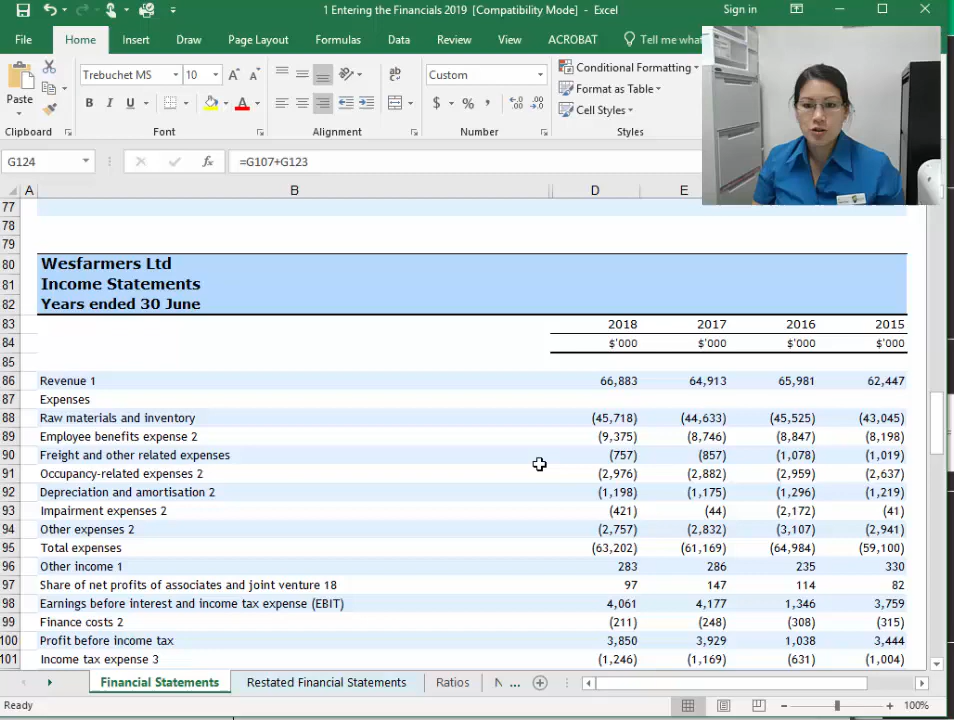 1 Entering the Financials 2019 [Compatibility Mode] - Excel
Sign in
File Home Insert Draw Page Layout Formulas Data Review View ACROBAT Tell me wha
Paste
Trebuchet MS 10
B I U
Custom
$ % ,
Conditional Formatting
Format as Table
Cell Styles
Clipboard Font Alignment Number Styles
G124 fx =G107+G123
A B D E
77
78
79
80 Wesfarmers Ltd
81 Income Statements
82 Years ended 30 June
83 2018 2017 2016 2015
84 $'000 $'000 $'000 $'000
85
86 Revenue 1 66,883 64,913 65,981 62,447
87 Expenses
88 Raw materials and inventory (45,718) (44,633) (45,525) (43,045)
89 Employee benefits expense 2 (9,375) (8,746) (8,847) (8,198)
90 Freight and other related expenses (757) (857) (1,078) (1,019)
91 Occupancy-related expenses 2 (2,976) (2,882) (2,959) (2,637)
92 Depreciation and amortisation 2 (1,198) (1,175) (1,296) (1,219)
93 Impairment expenses 2 (421) (44) (2,172) (41)
94 Other expenses 2 (2,757) (2,832) (3,107) (2,941)
95 Total expenses (63,202) (61,169) (64,984) (59,100)
96 Other income 1 283 286 235 330
97 Share of net profits of associates and joint venture 18 97 147 114 82
98 Earnings before interest and income tax expense (EBIT) 4,061 4,177 1,346 3,759
99 Finance costs 2 (211) (248) (308) (315)
100 Profit before income tax 3,850 3,929 1,038 3,444
101 Income tax expense 3 (1,246) (1,169) (631) (1,004)
Financial Statements Restated Financial Statements Ratios N ...
Ready 100%